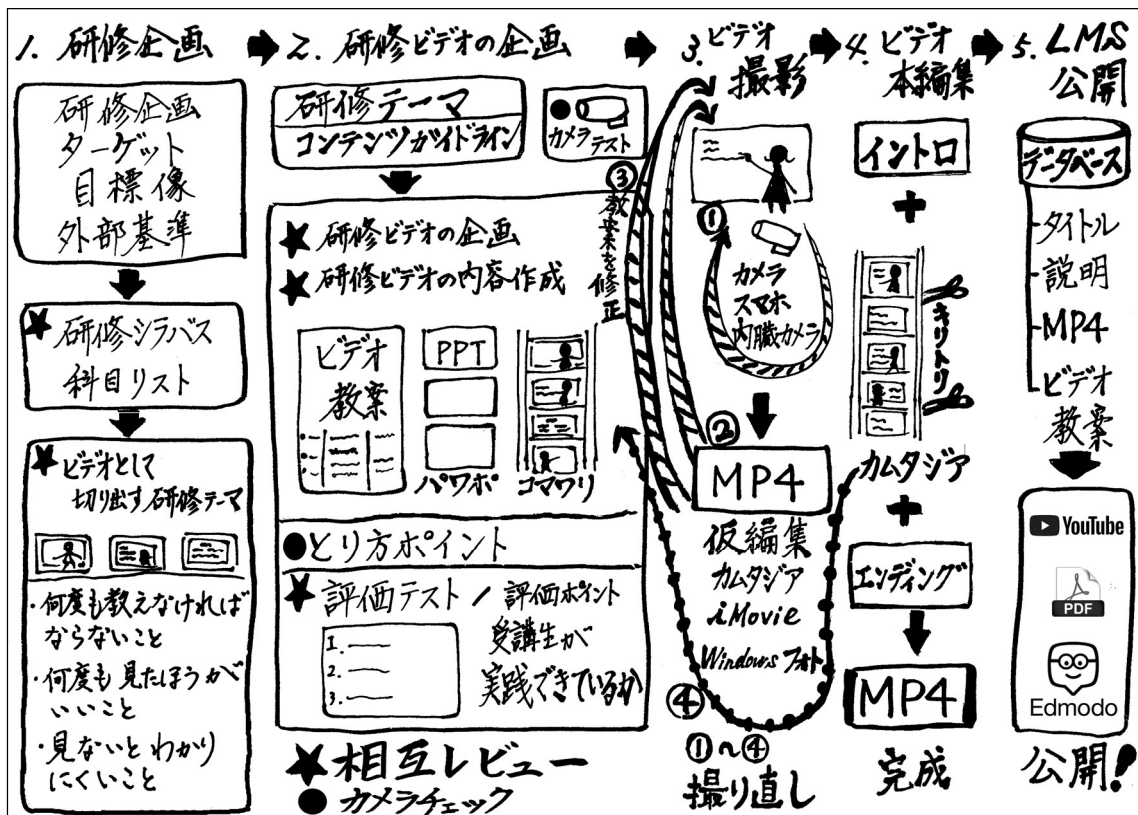 1. 研修企画
研修企画
ターゲット
目標像
外部基準
★研修シラバス
科目リスト
★ビデオとして
切り出す研修テーマ
・何度も教えなければ
ならないこと
・何度も見たほうが
いいこと
・見ないとわかり
にくいこと
2. 研修ビデオの企画
研修テーマ
コンテンツガイドライン
●カメラテスト
★研修ビデオの企画
★研修ビデオの内容作成
ビデオ
教案
PPT
パワポ
コマワリ
●とり方ポイント
★評価テスト/評価ポイント
1.
2.
3.
受講生が
実践できているか
★相互レビュー
●カメラチェック
3. ビデオ
撮影
③教案を修正
①
カメラ
スマホ
内臓カメラ
②
MP4
仮編集
カムタジア
iMovie
Windowsフォト
④
①〜④
撮り直し
4. ビデオ
本編集
イントロ
+
キリトリ
カムタジア
+
エンディング
MP4
完成
5. LMS
公開
データベース
-タイトル
-説明
-MP4
-ビデオ
教案
YouTube
PDF
Edmodo
公開!